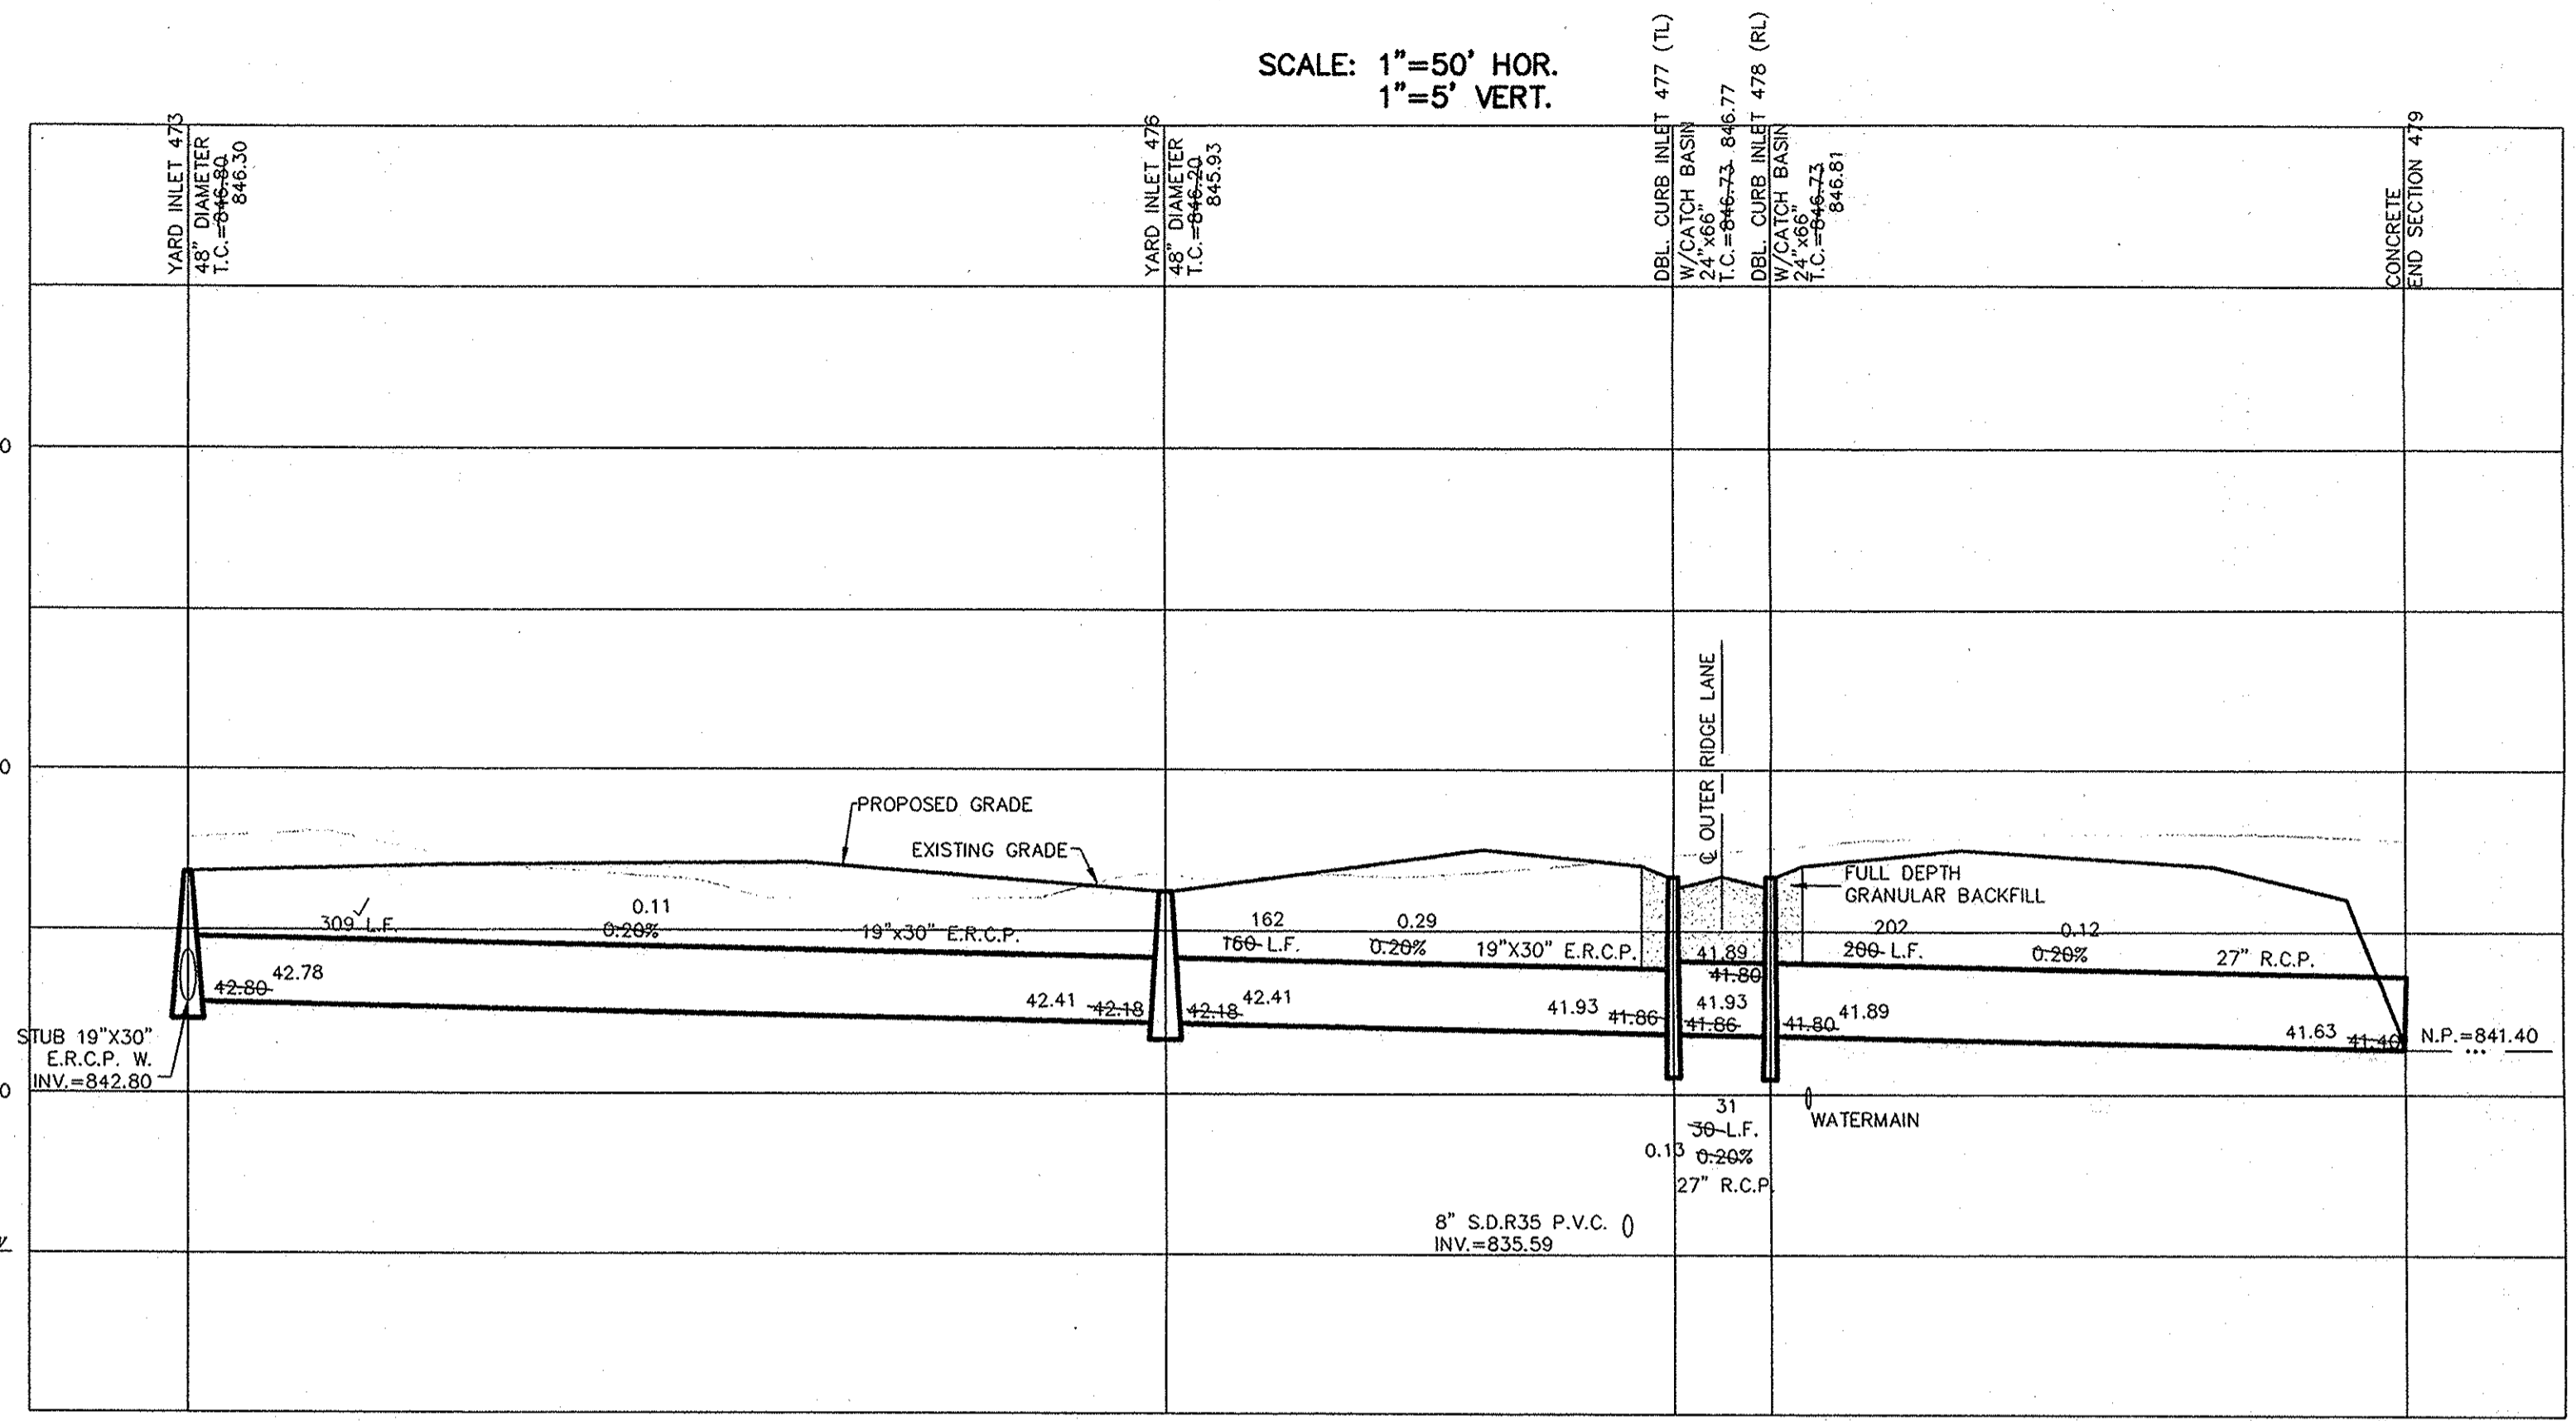 SCALE: 1"=50' HOR.
1"=5' VERT.
YARD INLET 473
48" DIAMETER
T.C.=846.80
846.30
YARD INLET 476
48" DIAMETER
T.C.=846.20
845.93
DBL. CURB INLET 477 (TL)
W/CATCH BASIN
24"x66"
T.C.=846.73 846.77
DBL. CURB INLET 478 (RL)
W/CATCH BASIN
24"x66"
T.C.=846.73
846.81
CONCRETE
END SECTION 479
0
0
0
℄ OUTER RIDGE LANE
PROPOSED GRADE
EXISTING GRADE
FULL DEPTH
GRANULAR BACKFILL
309 L.F.
0.11
0.20%
19"x30" E.R.C.P.
162
160 L.F.
0.29
0.20%
19"X30" E.R.C.P.
41.89
41.80
202
200 L.F.
0.12
0.20%
27" R.C.P.
42.80 42.78
42.41 42.18
42.18 42.41
41.93 41.86
41.93
41.86
41.80 41.89
41.63 41.40
N.P.=841.40
STUB 19"X30"
E.R.C.P. W.
INV.=842.80
31
30 L.F.
0.13 0.20%
27" R.C.P.
WATERMAIN
8" S.D.R35 P.V.C.
INV.=835.59